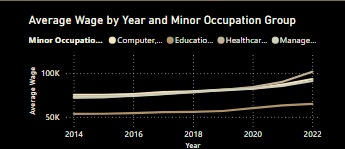 Average Wage by Year and Minor Occupation Group
Minor Occupatio... Computer,... Educatio... Healthcar... Manage...
Average Wage
100K
50K
2014 2016 2018 2020 2022
Year